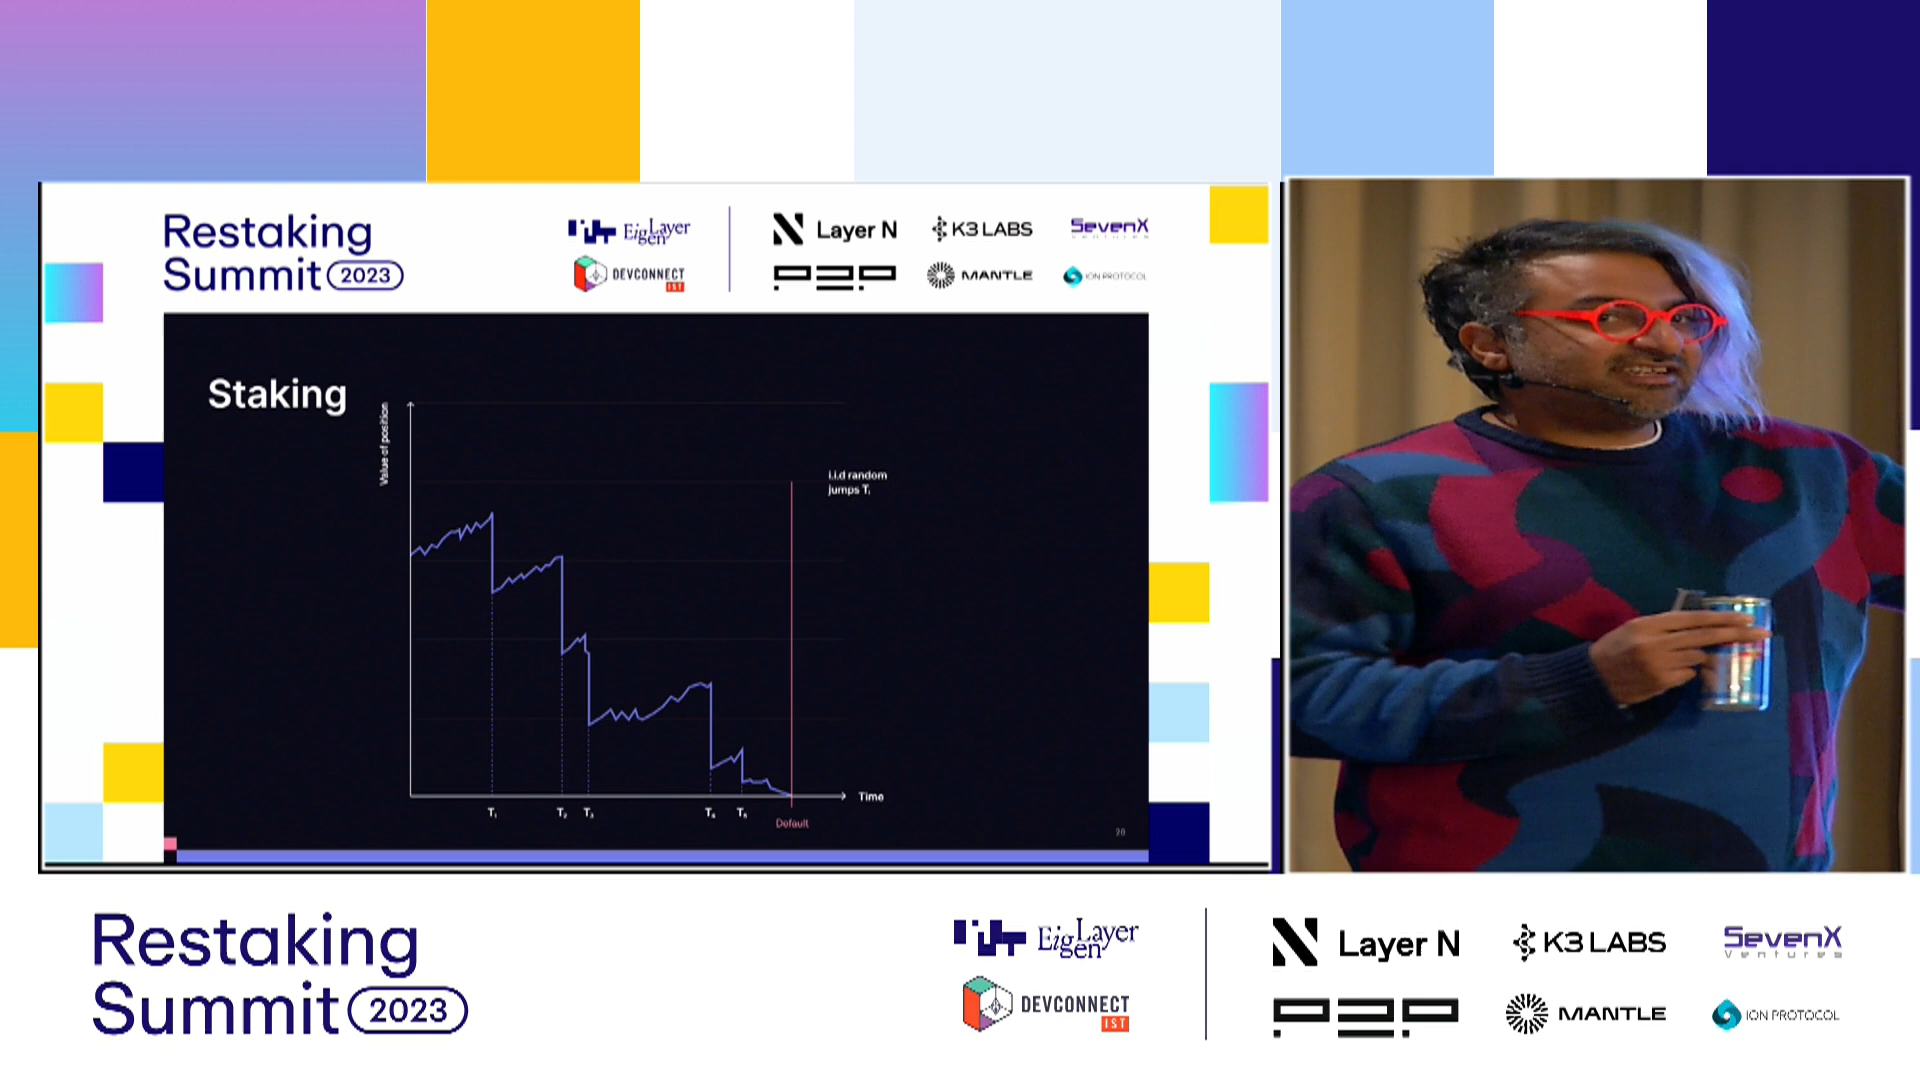 Restaking
Summit 2023
EigenLayer
DEVCONNECT
IST
Layer N
K3 LABS
SevenX
Ventures
P2P
MANTLE
ION PROTOCOL
Staking
Value of position
i.i.d random
jumps Tᵢ
T₁
T₂
T₃
T₄
T₅
Time
Default
20
Restaking
Summit 2023
EigenLayer
DEVCONNECT
IST
Layer N
K3 LABS
SevenX
Ventures
P2P
MANTLE
ION PROTOCOL